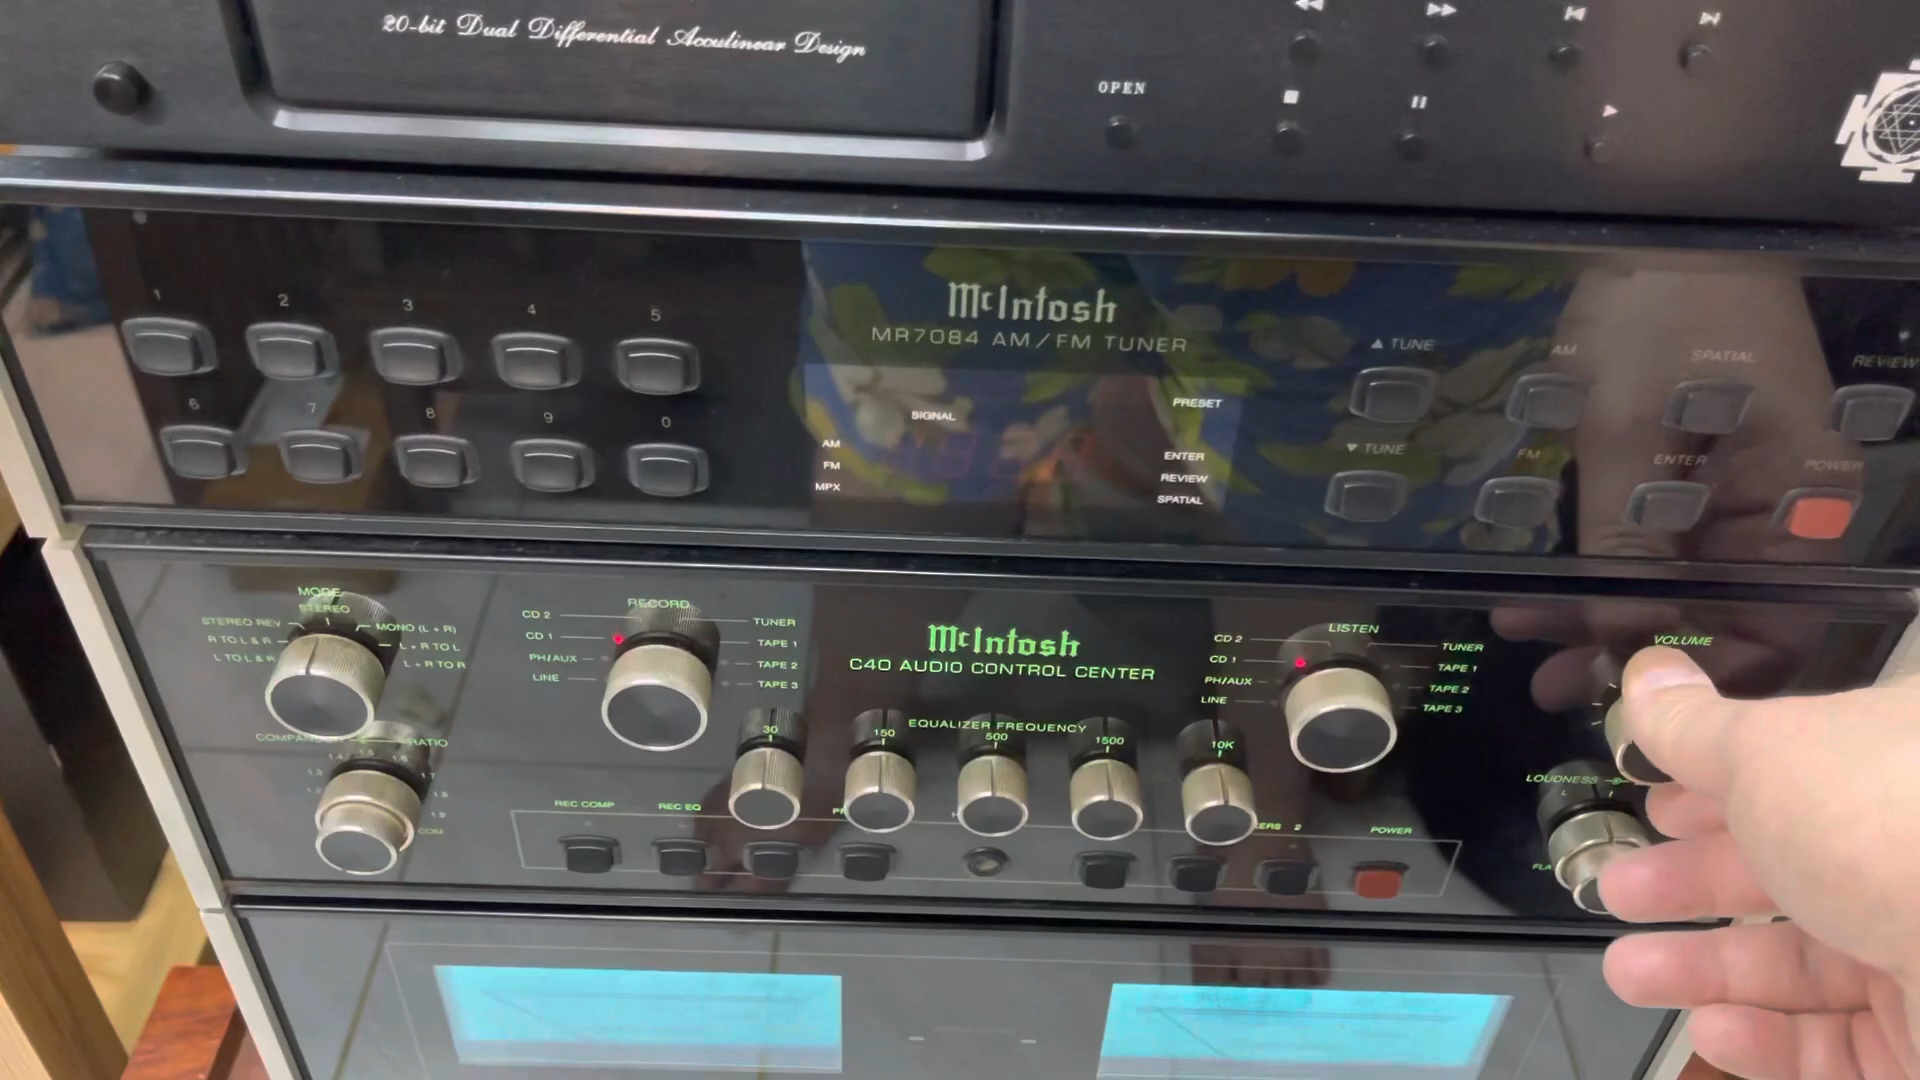 20-bit Dual Differential Acculinear Design
OPEN
1 2 3 4 5
6 7 8 9 0
McIntosh
MR7084 AM/FM TUNER
SIGNAL
AM
FM
MPX
PRESET
ENTER
REVIEW
SPATIAL
▲ TUNE
AM
SPATIAL
REVIEW
▼ TUNE
FM
ENTER
POWER
MODE
STEREO
STEREO REV
MONO (L + R)
R TO L & R
L + R TO L
L TO L & R
L + R TO R
RATIO
RECORD
CD 2
CD 1
PH/AUX
LINE
TUNER
TAPE 1
TAPE 2
TAPE 3
McIntosh
C40 AUDIO CONTROL CENTER
EQUALIZER FREQUENCY
30 150 500 1500 10K
LISTEN
CD 2
CD 1
PH/AUX
LINE
TUNER
TAPE 1
TAPE 2
TAPE 3
VOLUME
LOUDNESS
REC COMP
REC EQ
2
POWER